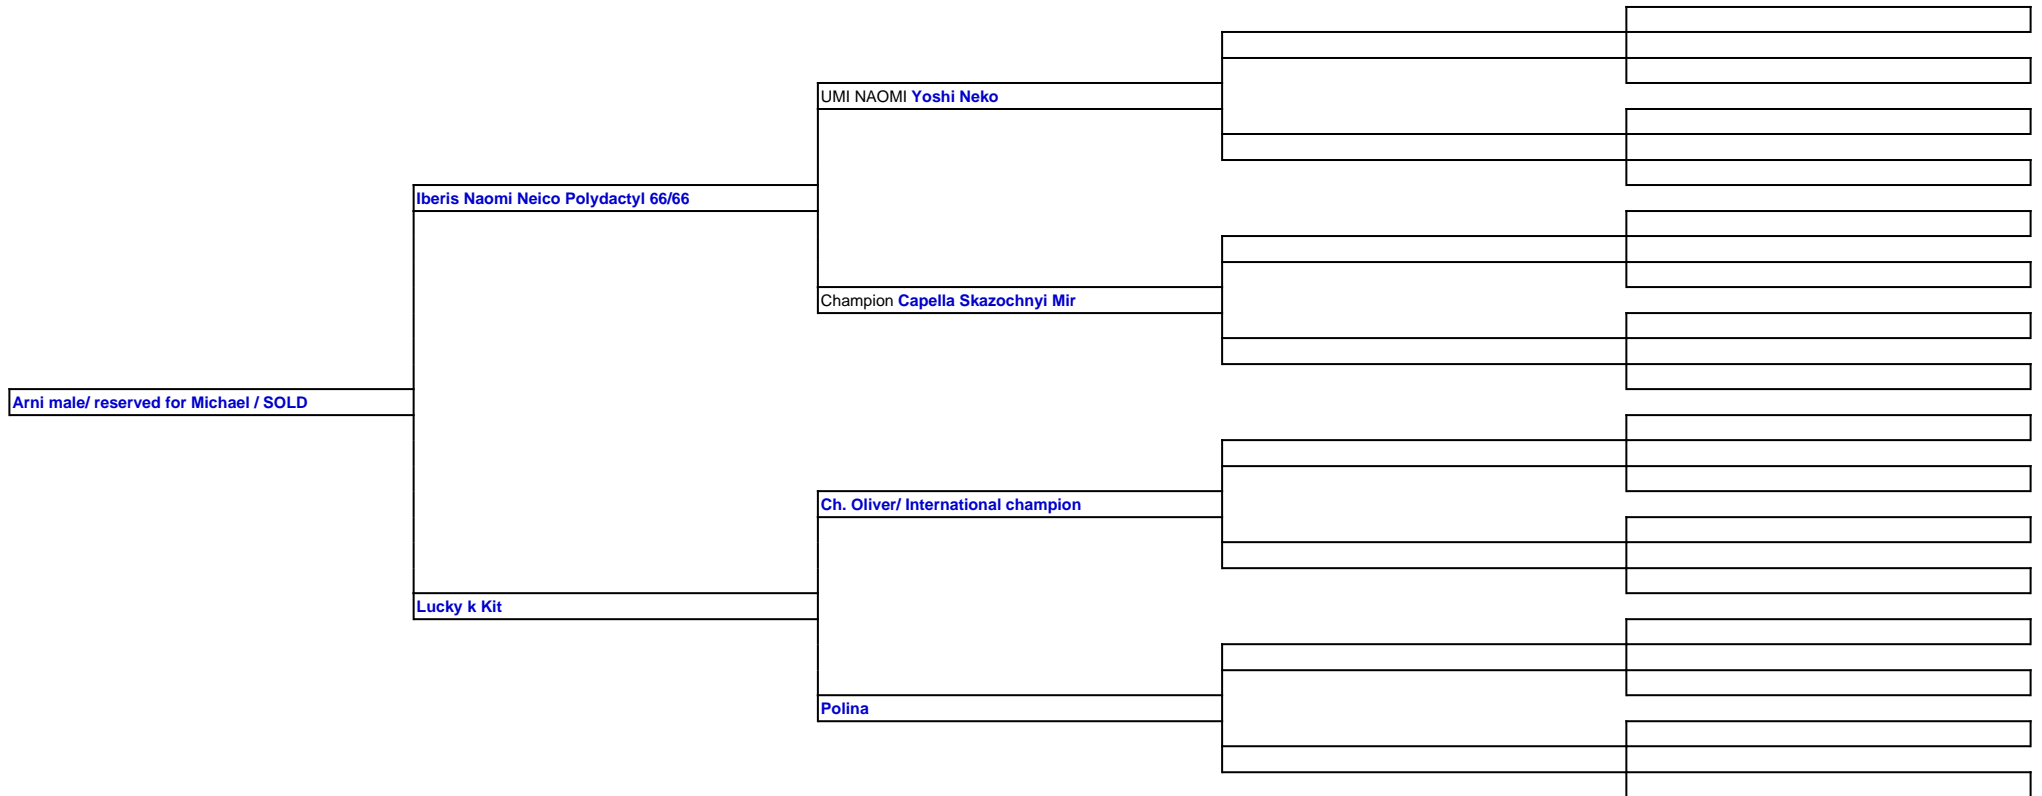 UMI NAOMI Yoshi Neko
Iberis Naomi Neico Polydactyl 66/66
Champion Capella Skazochnyi Mir
Arni male/ reserved for Michael / SOLD
Ch. Oliver/ International champion
Lucky k Kit
Polina